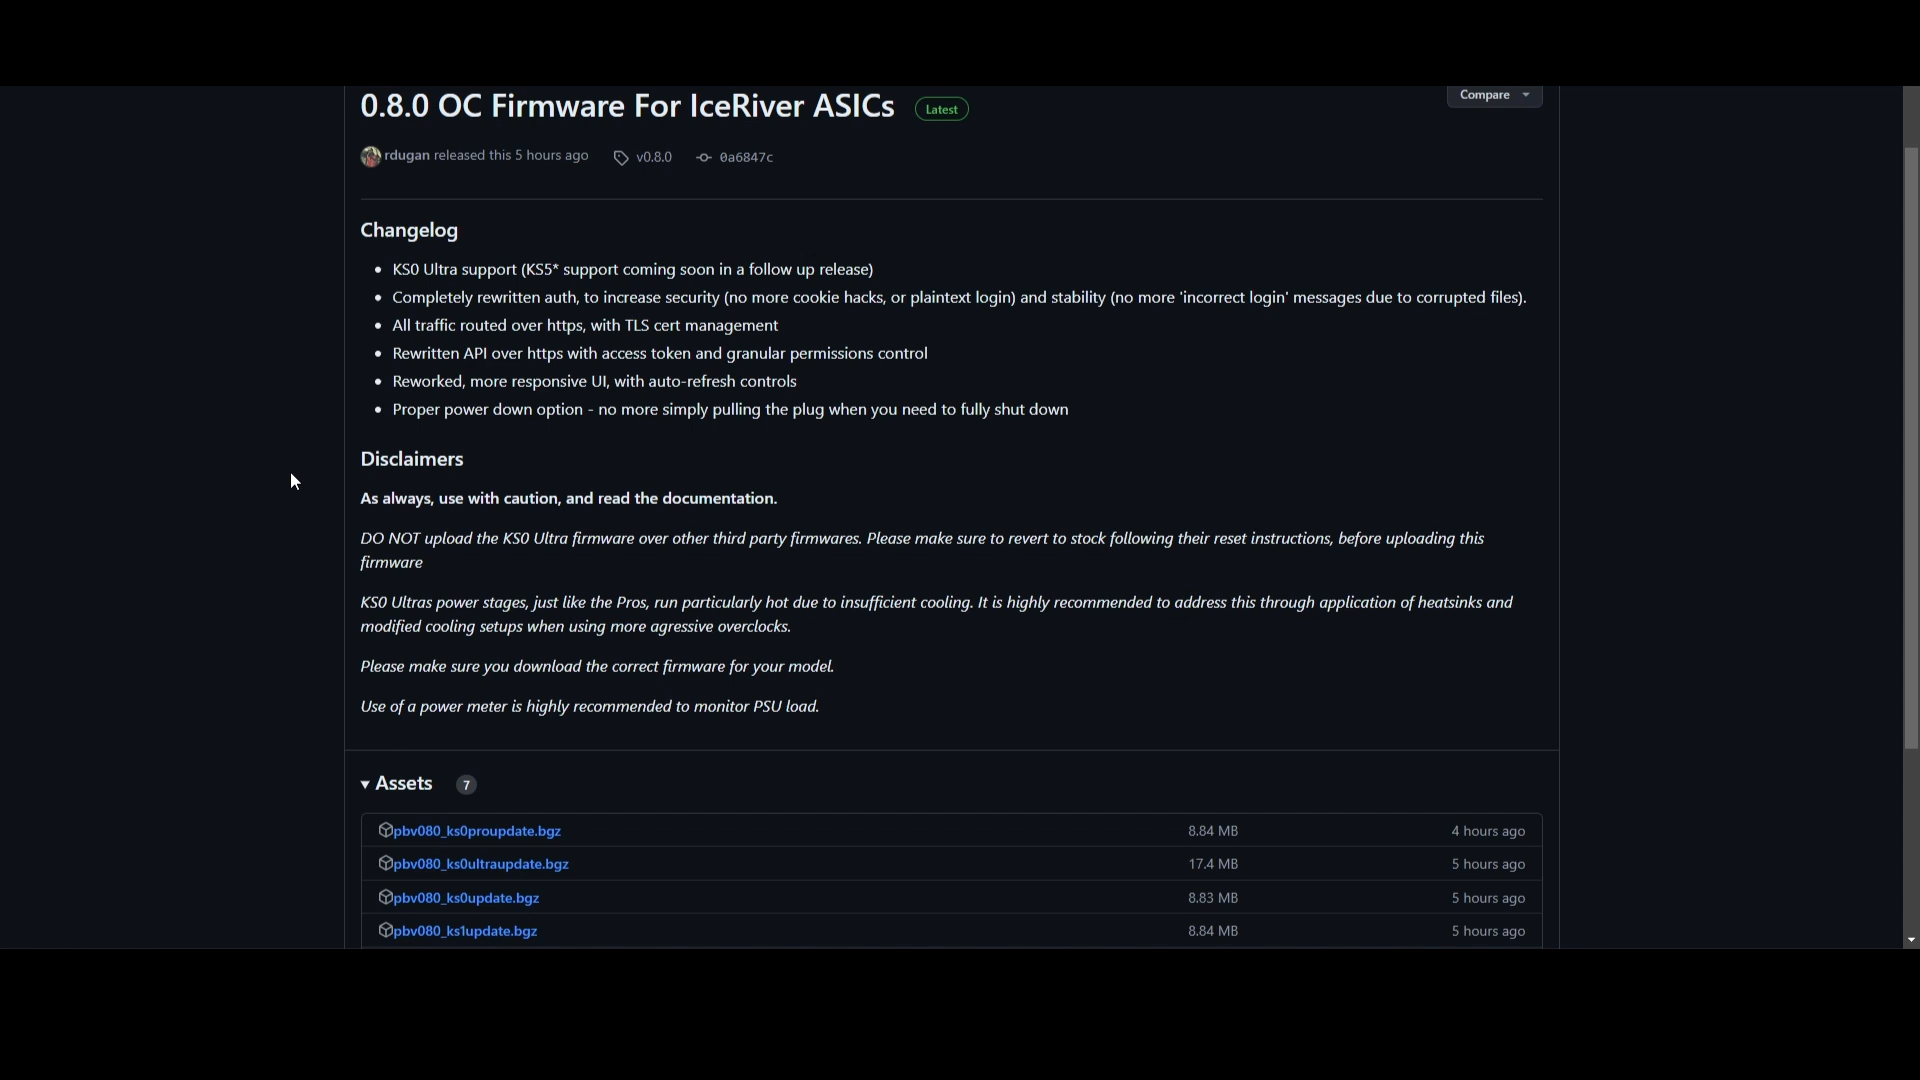 0.8.0 OC Firmware For IceRiver ASICs Latest
Compare
rdugan released this 5 hours ago v0.8.0 0a6847c
Changelog
• KS0 Ultra support (KS5* support coming soon in a follow up release)
• Completely rewritten auth, to increase security (no more cookie hacks, or plaintext login) and stability (no more 'incorrect login' messages due to corrupted files).
• All traffic routed over https, with TLS cert management
• Rewritten API over https with access token and granular permissions control
• Reworked, more responsive UI, with auto-refresh controls
• Proper power down option - no more simply pulling the plug when you need to fully shut down
Disclaimers
As always, use with caution, and read the documentation.
DO NOT upload the KS0 Ultra firmware over other third party firmwares. Please make sure to revert to stock following their reset instructions, before uploading this
firmware
KS0 Ultras power stages, just like the Pros, run particularly hot due to insufficient cooling. It is highly recommended to address this through application of heatsinks and
modified cooling setups when using more agressive overclocks.
Please make sure you download the correct firmware for your model.
Use of a power meter is highly recommended to monitor PSU load.
Assets 7
pbv080_ks0proupdate.bgz 8.84 MB 4 hours ago
pbv080_ks0ultraupdate.bgz 17.4 MB 5 hours ago
pbv080_ks0update.bgz 8.83 MB 5 hours ago
pbv080_ks1update.bgz 8.84 MB 5 hours ago